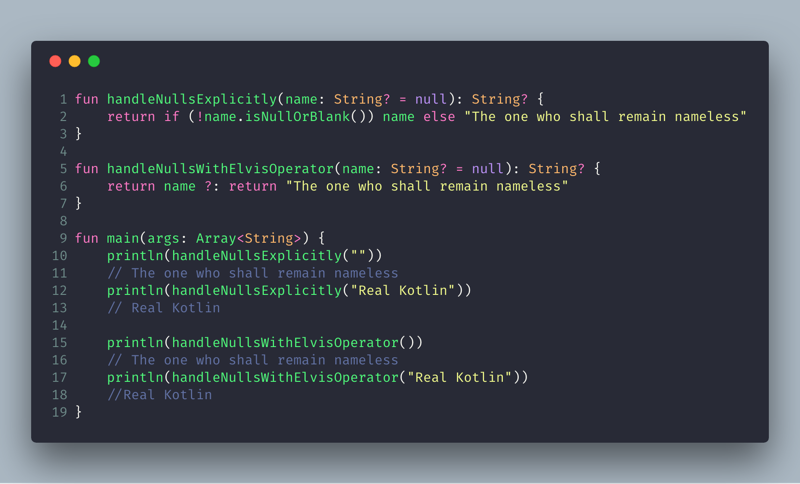 1 fun handleNullsExplicitly(name: String? = null): String? {
2     return if (!name.isNullOrBlank()) name else "The one who shall remain nameless"
3 }
4
5 fun handleNullsWithElvisOperator(name: String? = null): String? {
6     return name ?: return "The one who shall remain nameless"
7 }
8
9 fun main(args: Array<String>) {
10     println(handleNullsExplicitly(""))
11     // The one who shall remain nameless
12     println(handleNullsExplicitly("Real Kotlin"))
13     // Real Kotlin
14
15     println(handleNullsWithElvisOperator())
16     // The one who shall remain nameless
17     println(handleNullsWithElvisOperator("Real Kotlin"))
18     //Real Kotlin
19 }